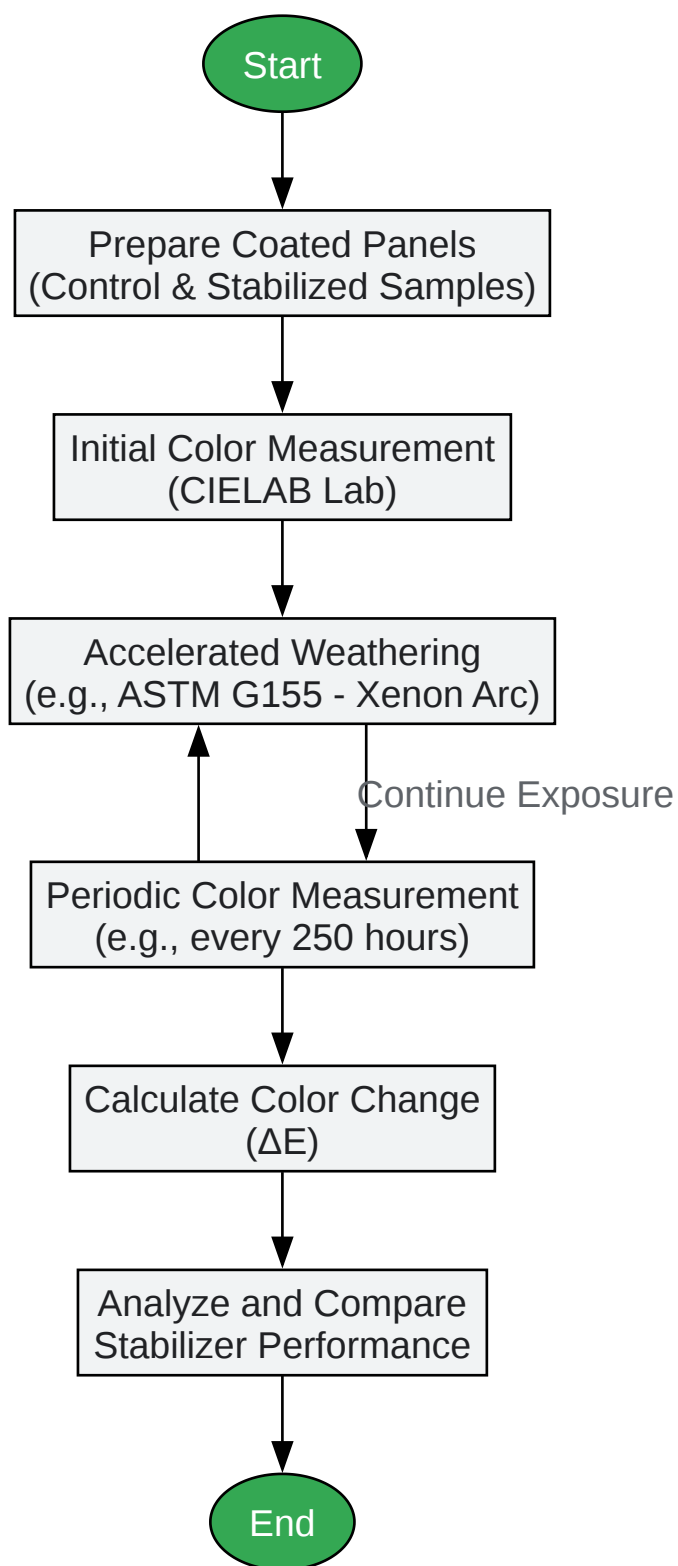 Start
Prepare Coated Panels
(Control & Stabilized Samples)
Initial Color Measurement
(CIELAB Lab)
Accelerated Weathering
(e.g., ASTM G155 - Xenon Arc)
Continue Exposure
Periodic Color Measurement
(e.g., every 250 hours)
Calculate Color Change
(ΔE)
Analyze and Compare
Stabilizer Performance
End